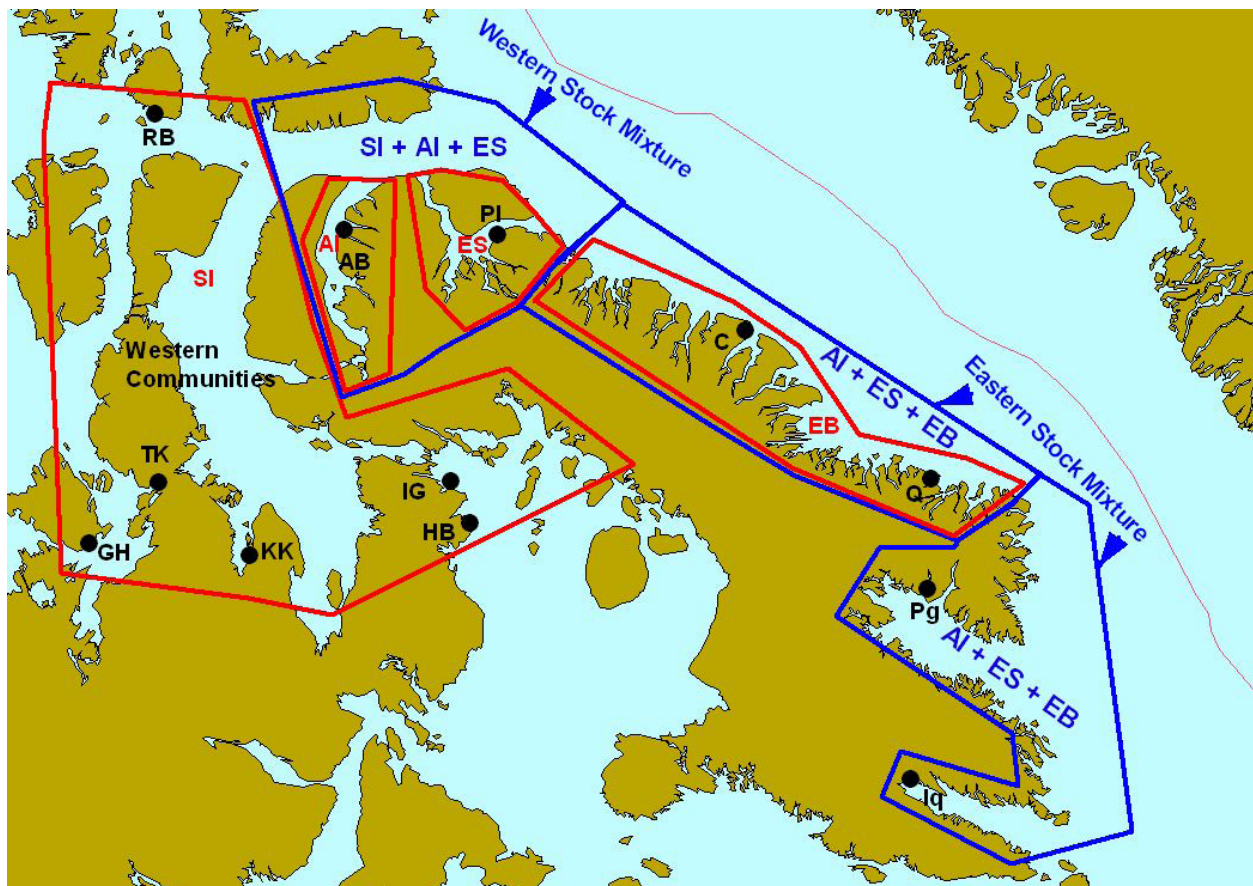 Western Stock Mixture
RB
SI + AI + ES
PI
AI
ES
AB
SI
C
Western
Communities
AI + ES + EB
EB
Eastern Stock Mixture
TK
IG
Q
HB
GH
KK
Pg
AI + ES + EB
Iq